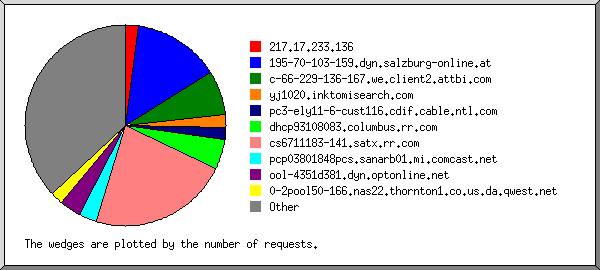 217.17.233.136
195-70-103-159.dyn.salzburg-online.at
c-66-229-136-167.we.client2.attbi.com
yj1020.inktomisearch.com
pc3-ely11-6-cust116.cdif.cable.ntl.com
dhcp93108083.columbus.rr.com
cs6711183-141.satx.rr.com
pcp03801848pcs.sanarb01.mi.comcast.net
ool-4351d381.dyn.optonline.net
0-2pool50-166.nas22.thornton1.co.us.da.qwest.net
Other
The wedges are plotted by the number of requests.